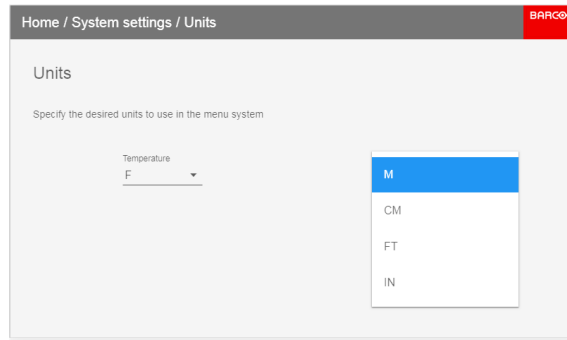 Home / System settings / Units
BARCO
Units
Specify the desired units to use in the menu system
Temperature
F
M
CM
FT
IN